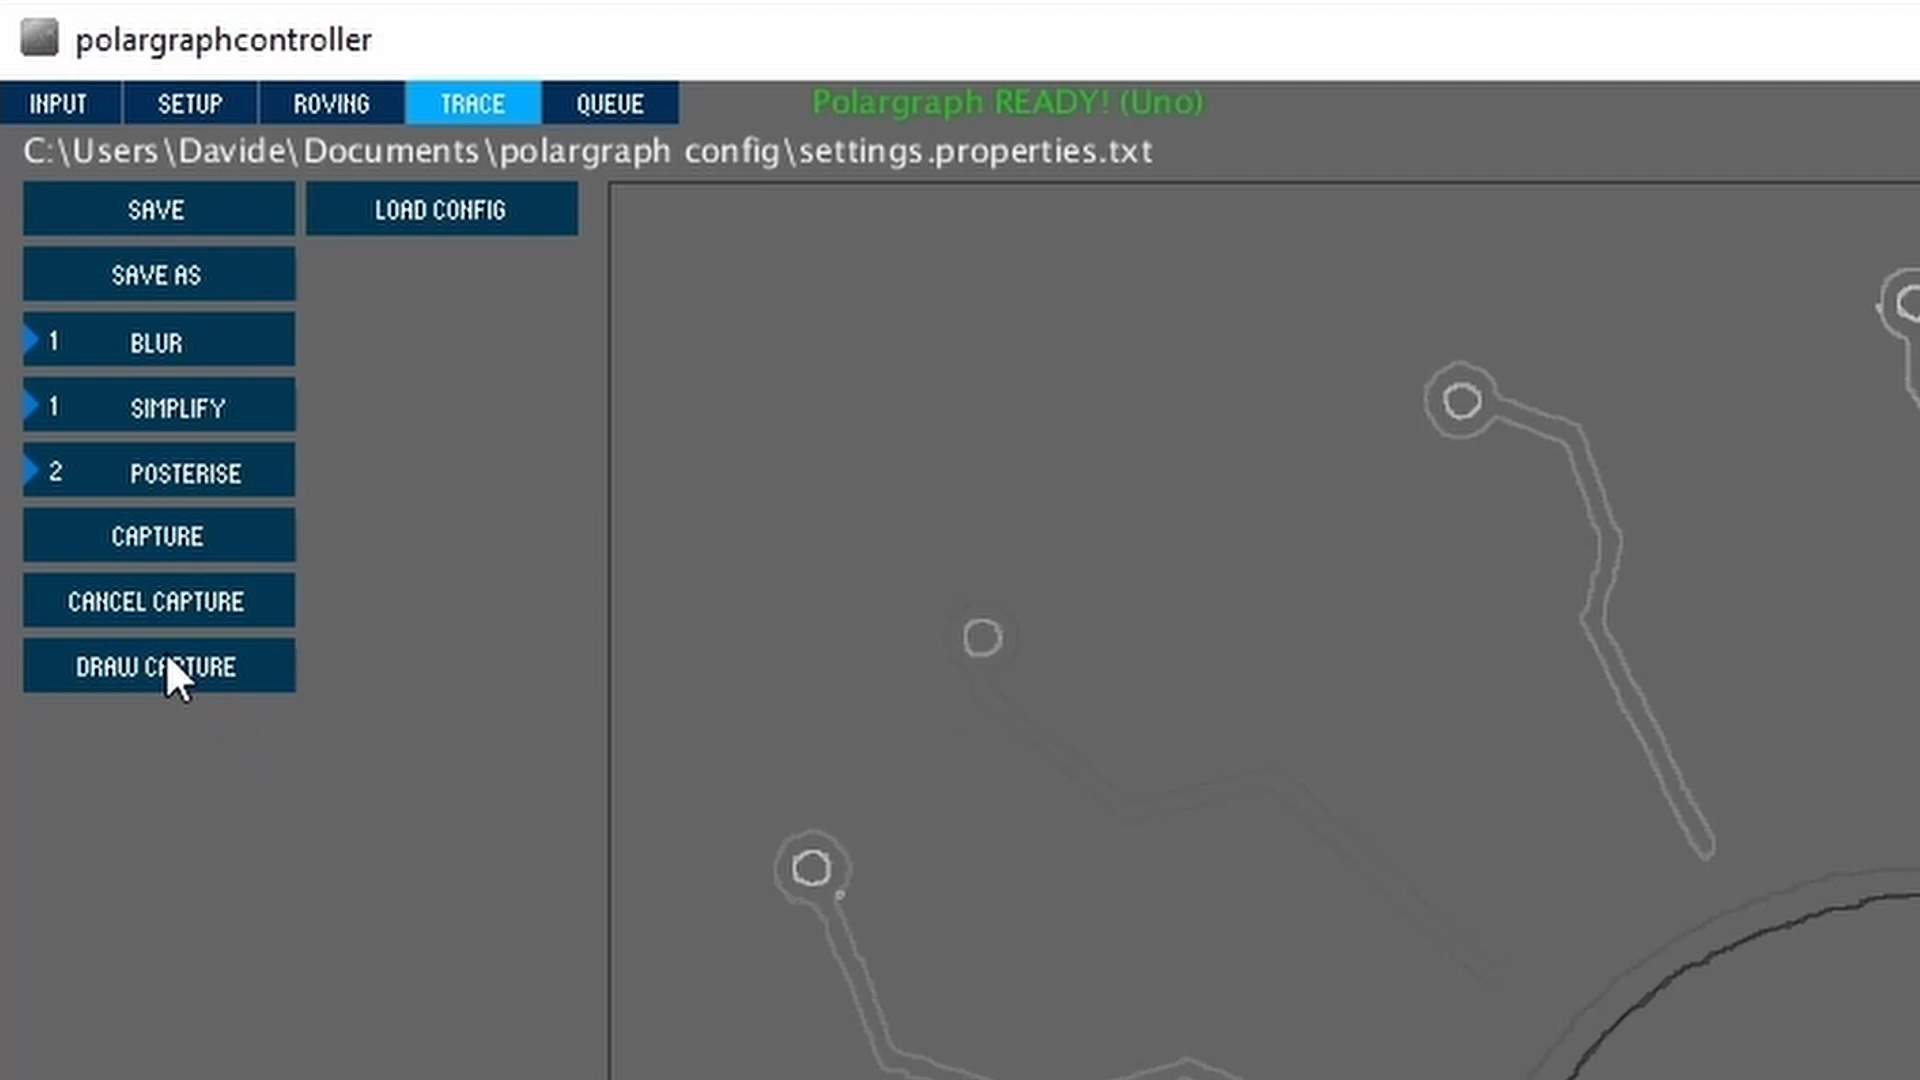 polargraphcontroller
INPUT SETUP ROVING TRACE QUEUE Polargraph READY! (Uno)
C:\Users\Davide\Documents\polargraph config\settings.properties.txt
SAVE LOAD CONFIG
SAVE AS
1 BLUR
1 SIMPLIFY
2 POSTERISE
CAPTURE
CANCEL CAPTURE
DRAW CAPTURE